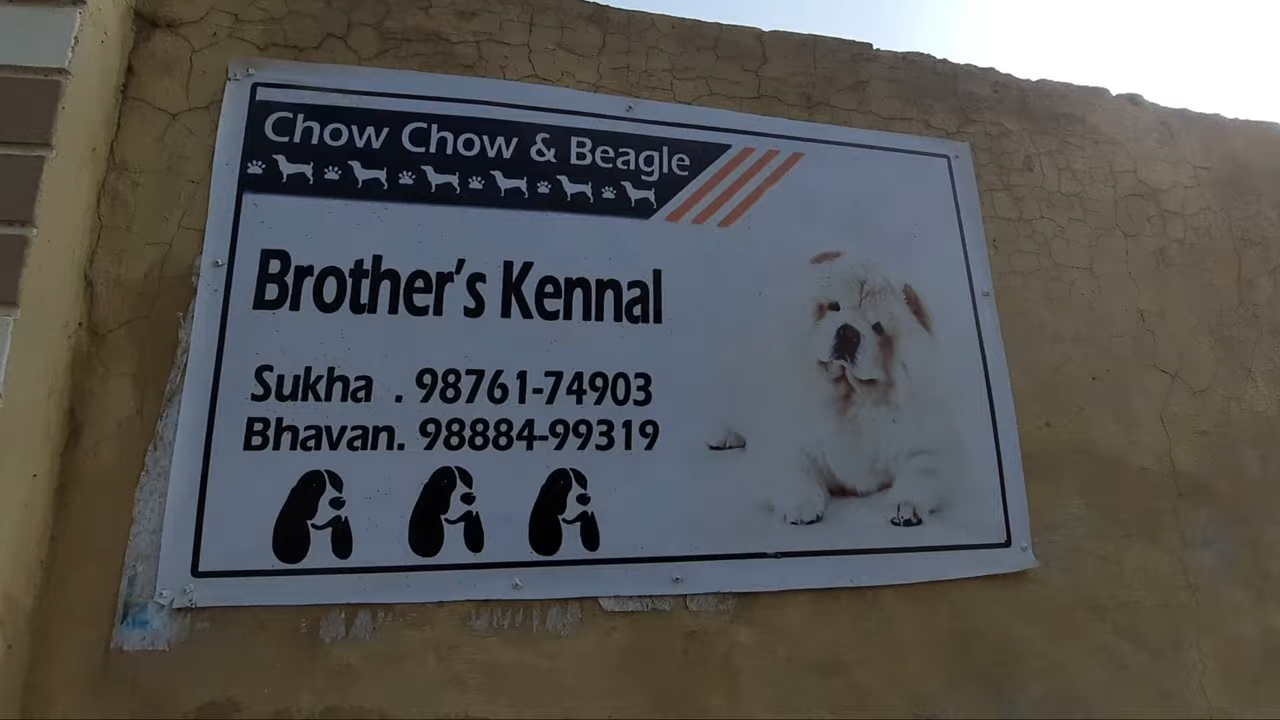 Chow Chow & Beagle
Brother's Kennal
Sukha . 98761-74903
Bhavan. 98884-99319